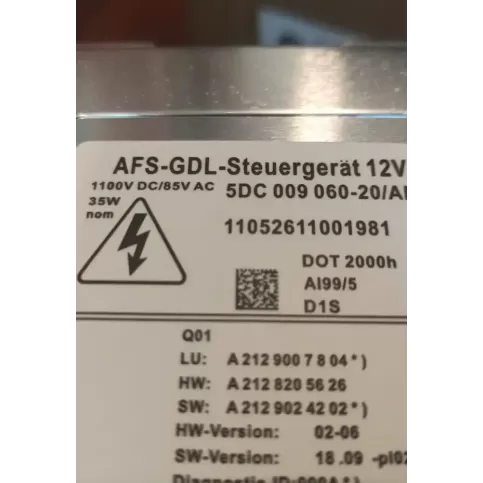 AFS-GDL-Steuergerät 12V
1100V DC/85V AC 5DC 009 060-20/
35W
nom
11052611001981
DOT 2000h
AI99/5
D1S
Q01
LU: A 212 900 7 8 04 *)
HW: A 212 820 56 26
SW: A 212 902 42 02 *)
HW-Version: 02-06
SW-Version: 18 .09